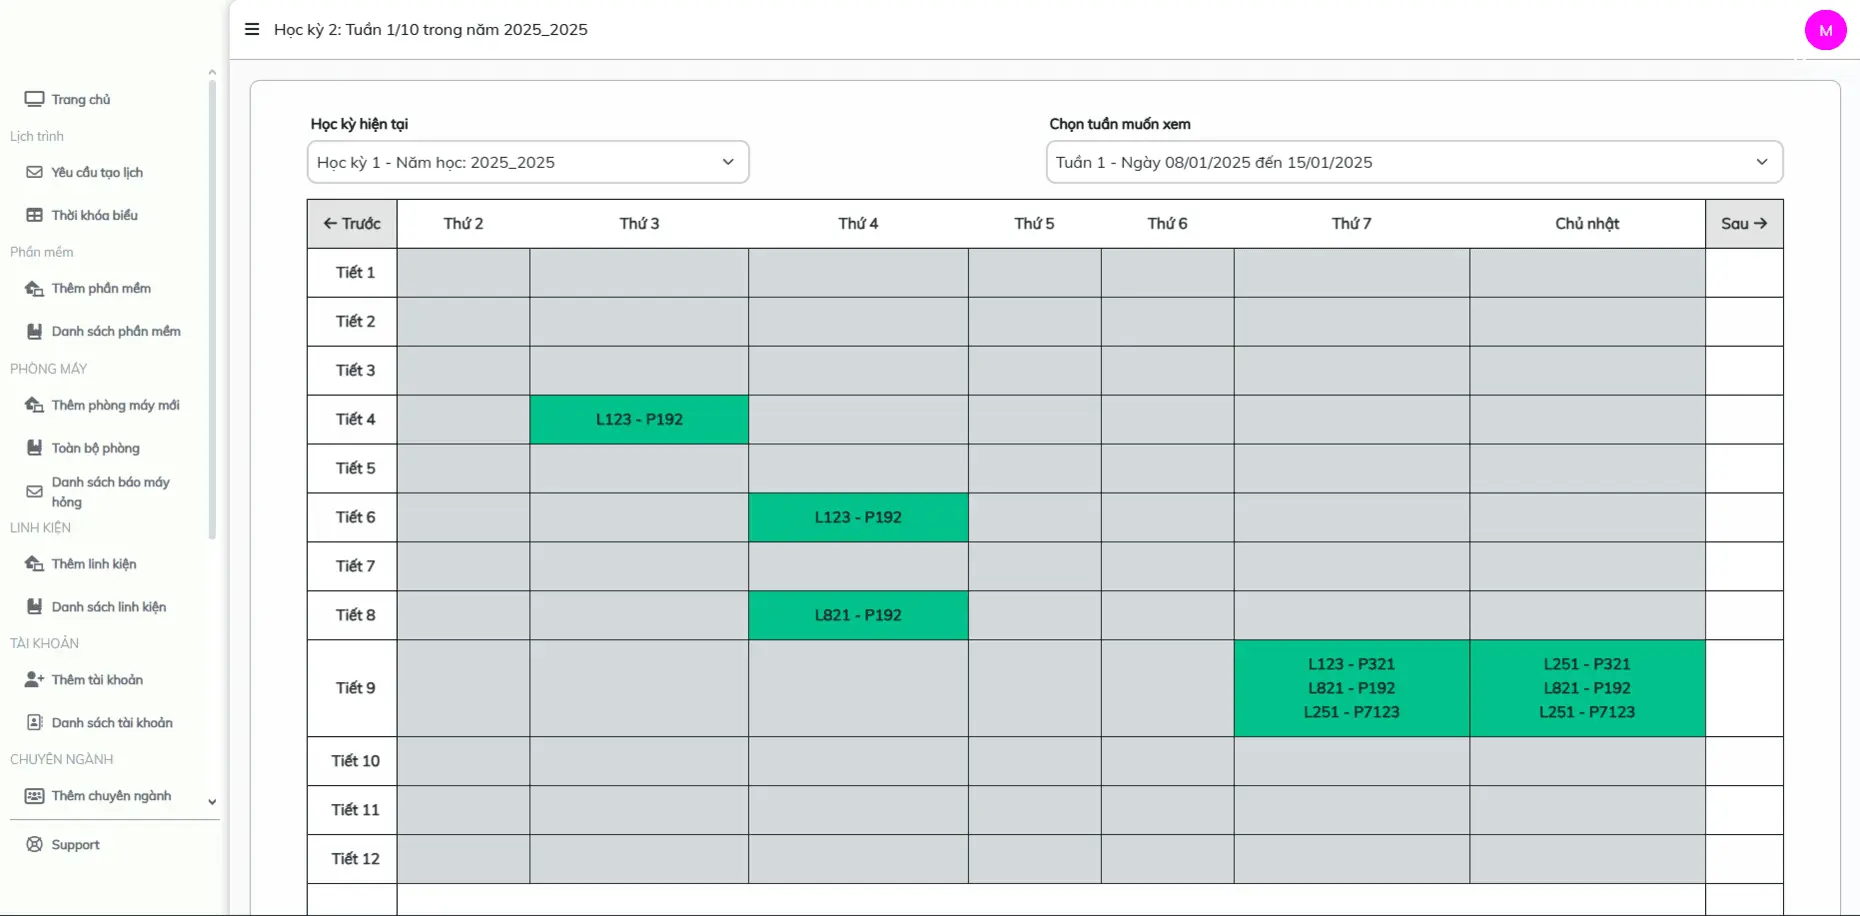 Học kỳ 2: Tuần 1/10 trong năm 2025_2025
M
Trang chủ
Lịch trình
Yêu cầu tạo lịch
Thời khóa biểu
Phần mềm
Thêm phần mềm
Danh sách phần mềm
PHÒNG MÁY
Thêm phòng máy mới
Toàn bộ phòng
Danh sách báo máy
hỏng
LINH KIỆN
Thêm linh kiện
Danh sách linh kiện
TÀI KHOẢN
Thêm tài khoản
Danh sách tài khoản
CHUYÊN NGÀNH
Thêm chuyên ngành
Support
Học kỳ hiện tại
Học kỳ 1 - Năm học: 2025_2025
Chọn tuần muốn xem
Tuần 1 - Ngày 08/01/2025 đến 15/01/2025
← Trước Thứ 2 Thứ 3 Thứ 4 Thứ 5 Thứ 6 Thứ 7 Chủ nhật Sau →
Tiết 1
Tiết 2
Tiết 3
Tiết 4 L123 - P192
Tiết 5
Tiết 6 L123 - P192
Tiết 7
Tiết 8 L821 - P192
Tiết 9
L123 - P321
L821 - P192
L251 - P7123
L251 - P321
L821 - P192
L251 - P7123
Tiết 10
Tiết 11
Tiết 12